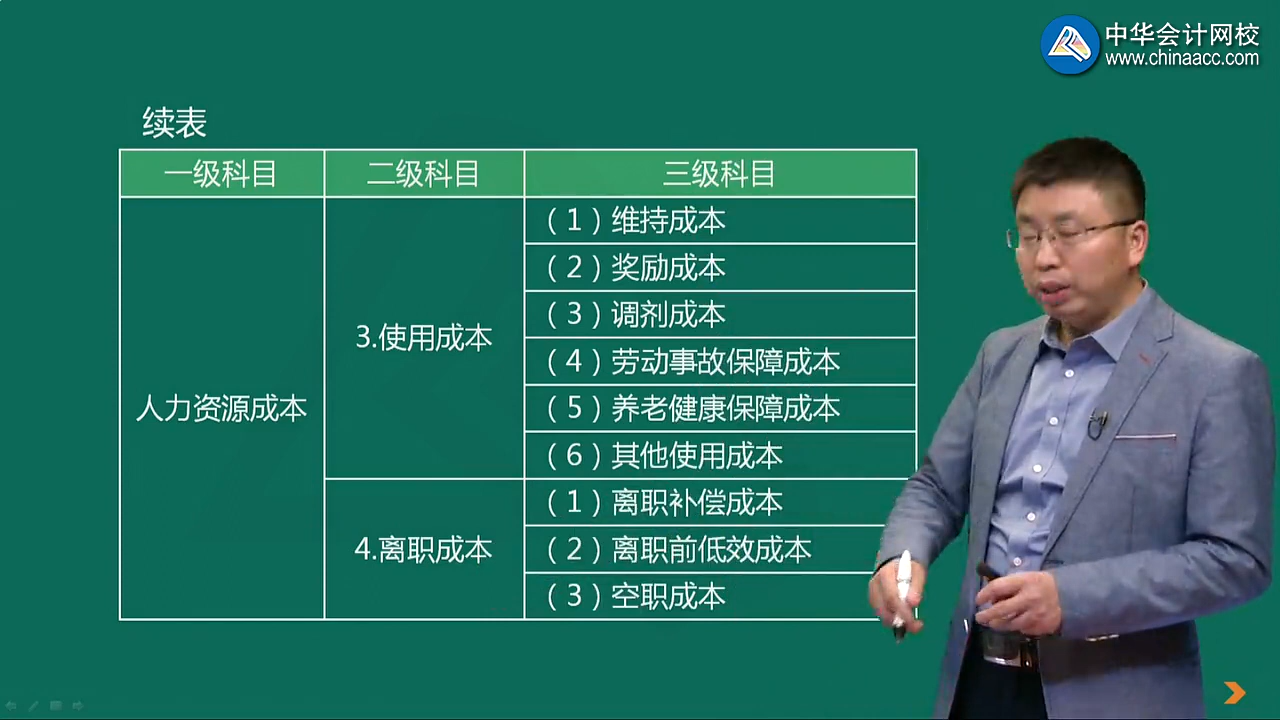 中华会计网校
www.chinaacc.com
续表
一级科目 二级科目 三级科目
人力资源成本
3.使用成本
（1）维持成本
（2）奖励成本
（3）调剂成本
（4）劳动事故保障成本
（5）养老健康保障成本
（6）其他使用成本
4.离职成本
（1）离职补偿成本
（2）离职前低效成本
（3）空职成本